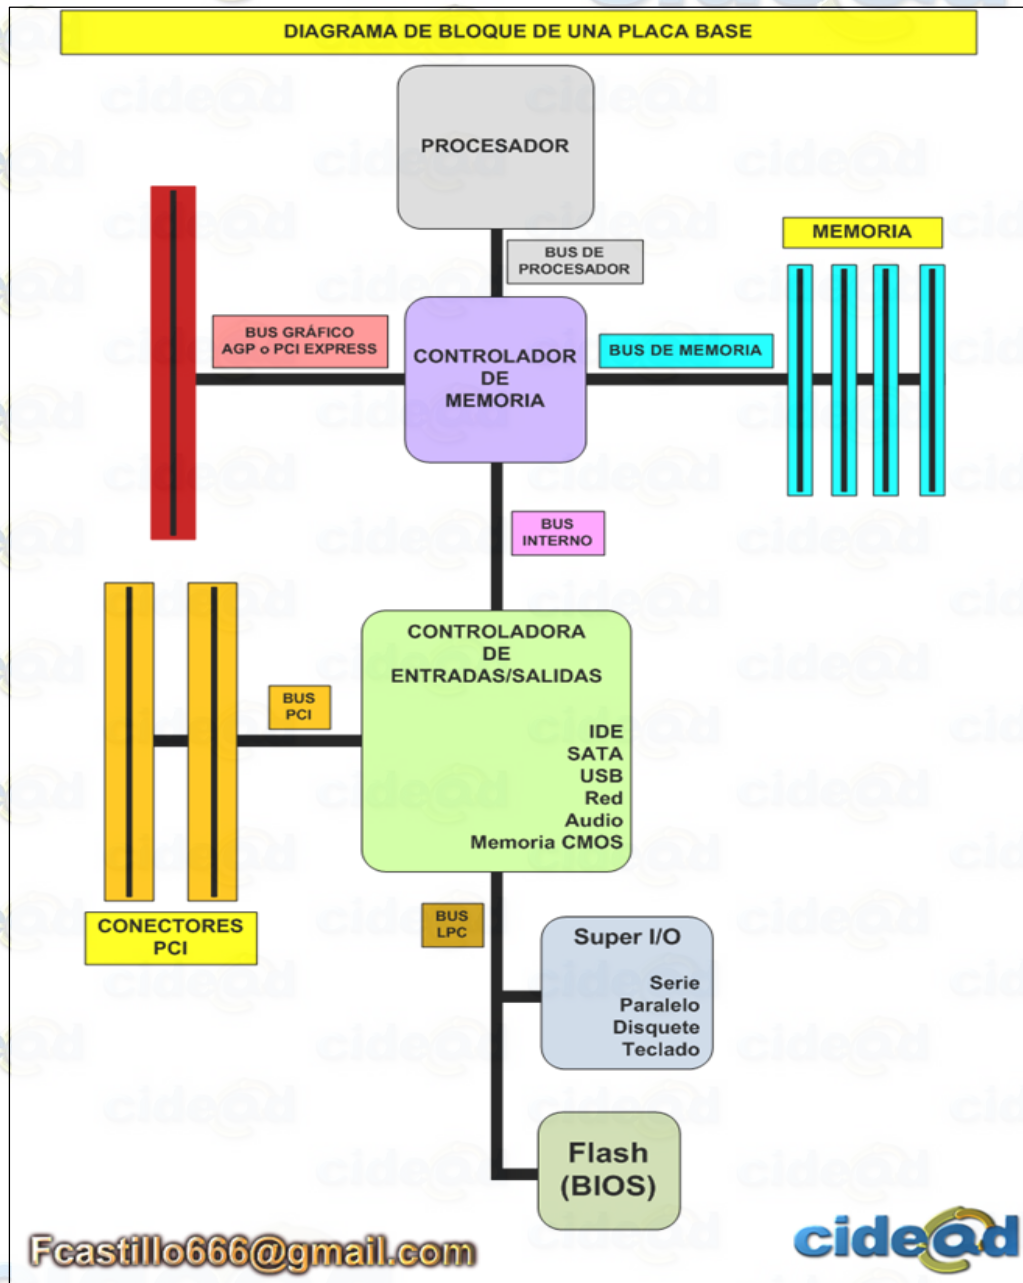 DIAGRAMA DE BLOQUE DE UNA PLACA BASE
PROCESADOR
BUS DE
PROCESADOR
MEMORIA
BUS GRÁFICO
AGP o PCI EXPRESS
CONTROLADOR
DE
MEMORIA
BUS DE MEMORIA
BUS
INTERNO
CONTROLADORA
DE
ENTRADAS/SALIDAS
IDE
SATA
USB
Red
Audio
Memoria CMOS
BUS
PCI
CONECTORES
PCI
BUS
LPC
Super I/O
Serie
Paralelo
Disquete
Teclado
Flash
(BIOS)
Fcastillo666@gmail.com
cide@d